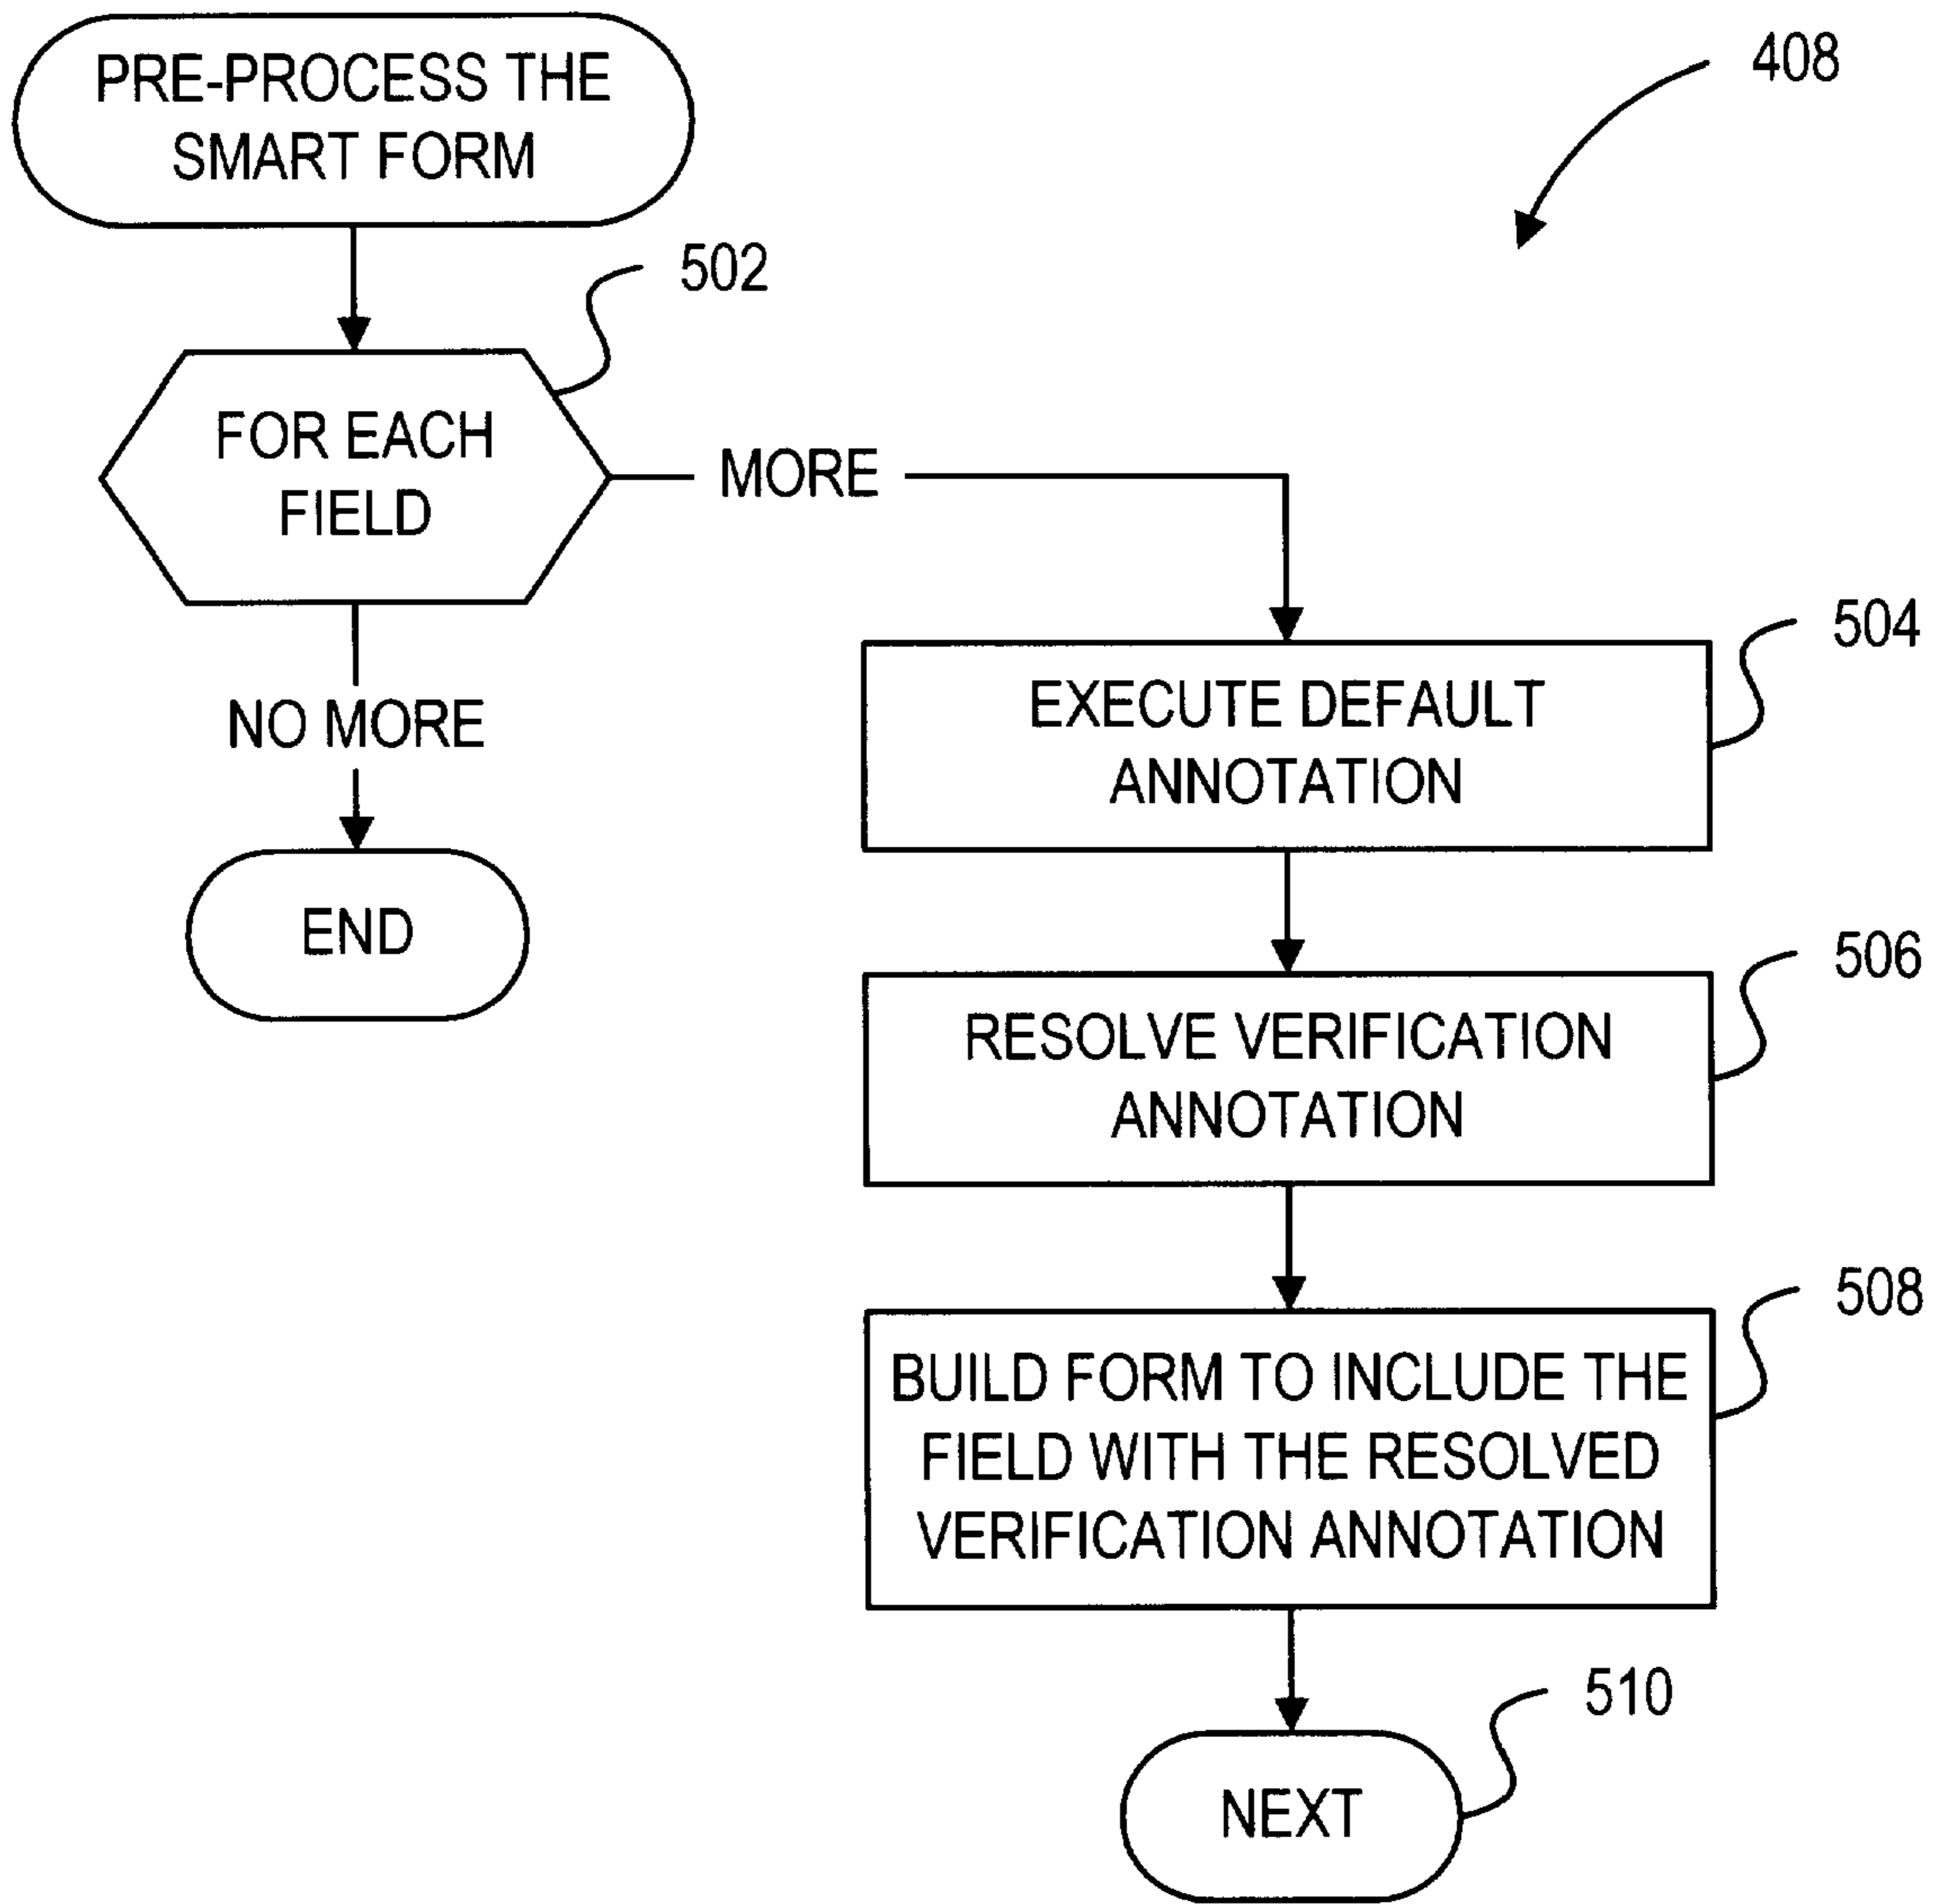 PRE-PROCESS THE
SMART FORM
408
502
FOR EACH
FIELD
MORE
NO MORE
END
504
EXECUTE DEFAULT
ANNOTATION
506
RESOLVE VERIFICATION
ANNOTATION
508
BUILD FORM TO INCLUDE THE
FIELD WITH THE RESOLVED
VERIFICATION ANNOTATION
510
NEXT